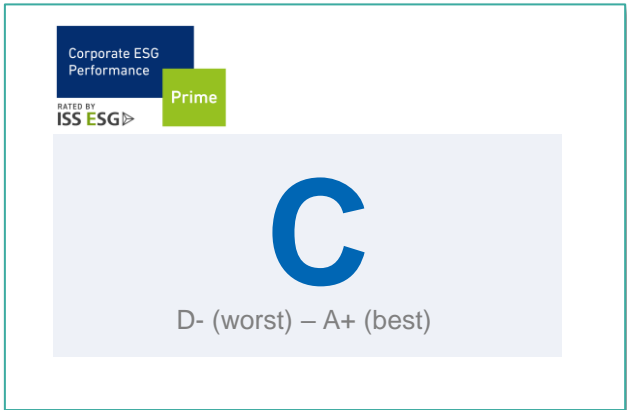 Corporate ESG
Performance
Prime
RATED BY
ISS ESG
C
D- (worst) – A+ (best)